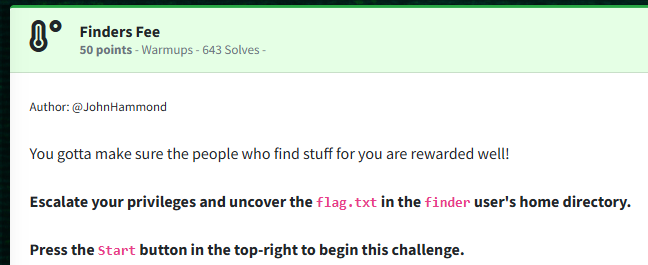 Finders Fee
50 points - Warmups - 643 Solves -
Author: @JohnHammond
You gotta make sure the people who find stuff for you are rewarded well!
Escalate your privileges and uncover the flag.txt in the finder user's home directory.
Press the Start button in the top-right to begin this challenge.